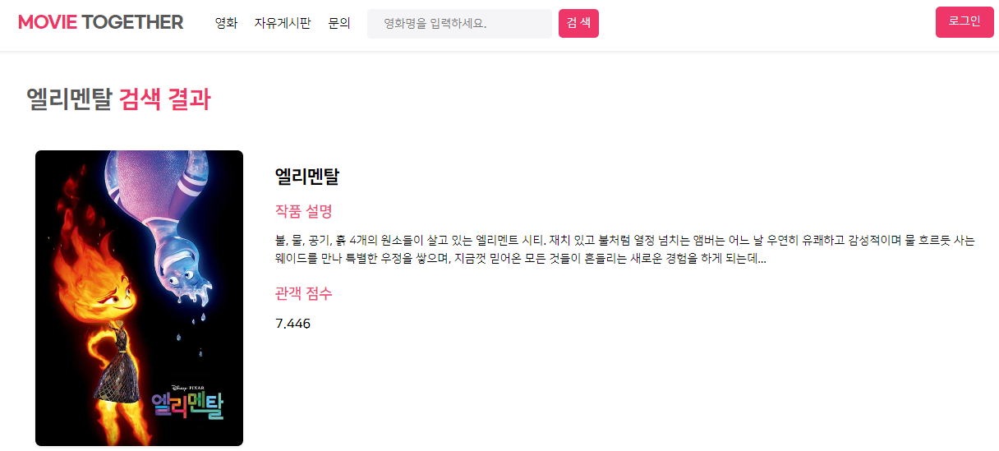 MOVIE TOGETHER 영화 자유게시판 문의 영화명을 입력하세요. 검 색 로그인
엘리멘탈 검색 결과
엘리멘탈
작품 설명
불, 물, 공기, 흙 4개의 원소들이 살고 있는 엘리멘트 시티. 재치 있고 불처럼 열정 넘치는 앰버는 어느 날 우연히 유쾌하고 감성적이며 물 흐르듯 사는
웨이드를 만나 특별한 우정을 쌓으며, 지금껏 믿어온 모든 것들이 흔들리는 새로운 경험을 하게 되는데...
관객 점수
7.446
Disney · PIXAR
엘리멘탈